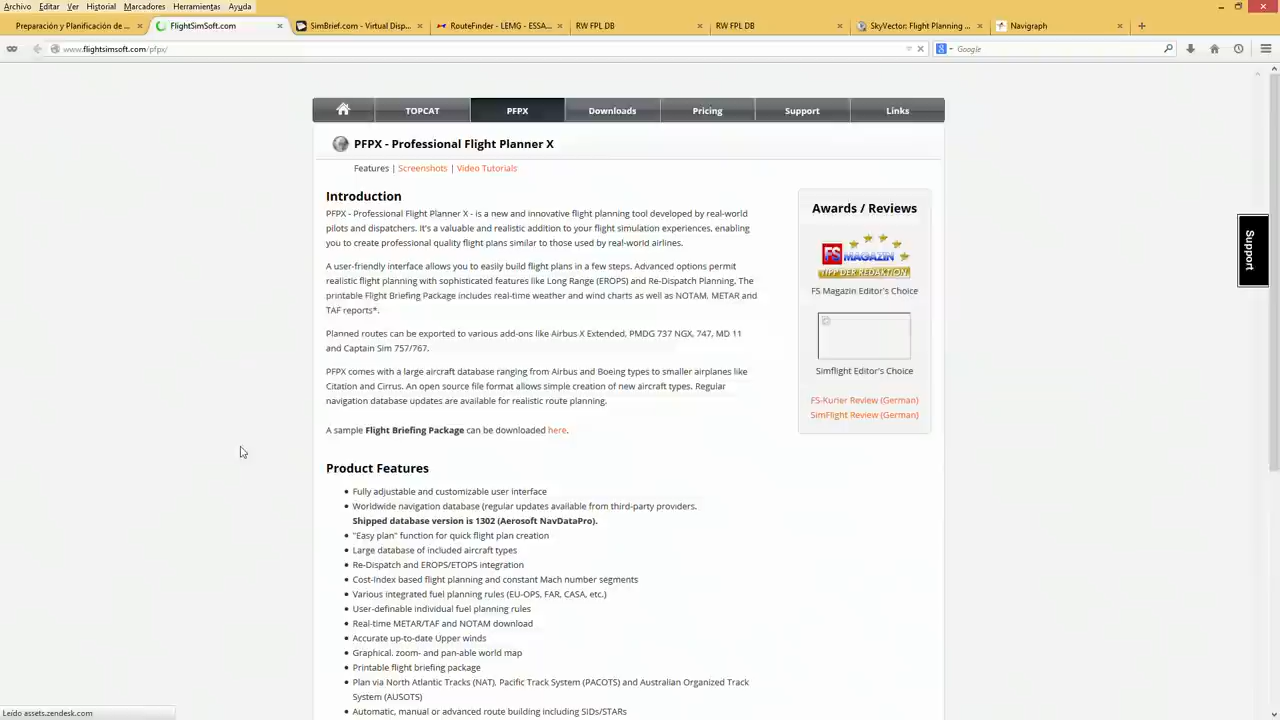 Archivo Editar Ver Historial Marcadores Herramientas Ayuda
Preparación y Planificación de ... FlightSimSoft.com SimBrief.com - Virtual Disp... RouteFinder - LEMG - ESSA... RW FPL DB RW FPL DB SkyVector: Flight Planning ... Navigraph
www.flightsimsoft.com/pfpx/ Google
TOPCAT PFPX Downloads Pricing Support Links
PFPX - Professional Flight Planner X
Features | Screenshots | Video Tutorials
Introduction
PFPX - Professional Flight Planner X - is a new and innovative flight planning tool developed by real-world
pilots and dispatchers. It's a valuable and realistic addition to your flight simulation experiences, enabling
you to create professional quality flight plans similar to those used by real-world airlines.
A user-friendly interface allows you to easily build flight plans in a few steps. Advanced options permit
realistic flight planning with sophisticated features like Long Range (EROPS) and Re-Dispatch Planning. The
printable Flight Briefing Package includes real-time weather and wind charts as well as NOTAM, METAR and
TAF reports*.
Planned routes can be exported to various add-ons like Airbus X Extended, PMDG 737 NGX, 747, MD 11
and Captain Sim 757/767.
PFPX comes with a large aircraft database ranging from Airbus and Boeing types to smaller airplanes like
Citation and Cirrus. An open source file format allows simple creation of new aircraft types. Regular
navigation database updates are available for realistic route planning.
A sample Flight Briefing Package can be downloaded here.
Product Features
Fully adjustable and customizable user interface
Worldwide navigation database (regular updates available from third-party providers.
Shipped database version is 1302 (Aerosoft NavDataPro).
"Easy plan" function for quick flight plan creation
Large database of included aircraft types
Re-Dispatch and EROPS/ETOPS integration
Cost-Index based flight planning and constant Mach number segments
Various integrated fuel planning rules (EU-OPS, FAR, CASA, etc.)
User-definable individual fuel planning rules
Real-time METAR/TAF and NOTAM download
Accurate up-to-date Upper winds
Graphical. zoom- and pan-able world map
Printable flight briefing package
Plan via North Atlantic Tracks (NAT), Pacific Track System (PACOTS) and Australian Organized Track
System (AUSOTS)
Automatic, manual or advanced route building including SIDs/STARs
Awards / Reviews
FS MAGAZIN
TIPP DER REDAKTION
FS Magazin Editor's Choice
Simflight Editor's Choice
FS-Kurier Review (German)
SimFlight Review (German)
Support
Leído assets.zendesk.com